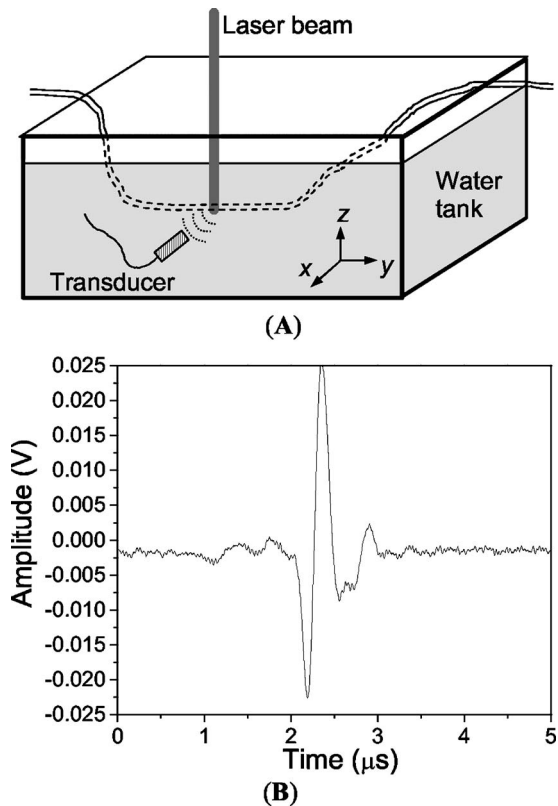 Laser beam
Water
tank
z
x
y
Transducer
(A)
0.025
0.020
0.015
0.010
0.005
0.000
-0.005
-0.010
-0.015
-0.020
-0.025
Amplitude (V)
0 1 2 3 4 5
Time (μs)
(B)